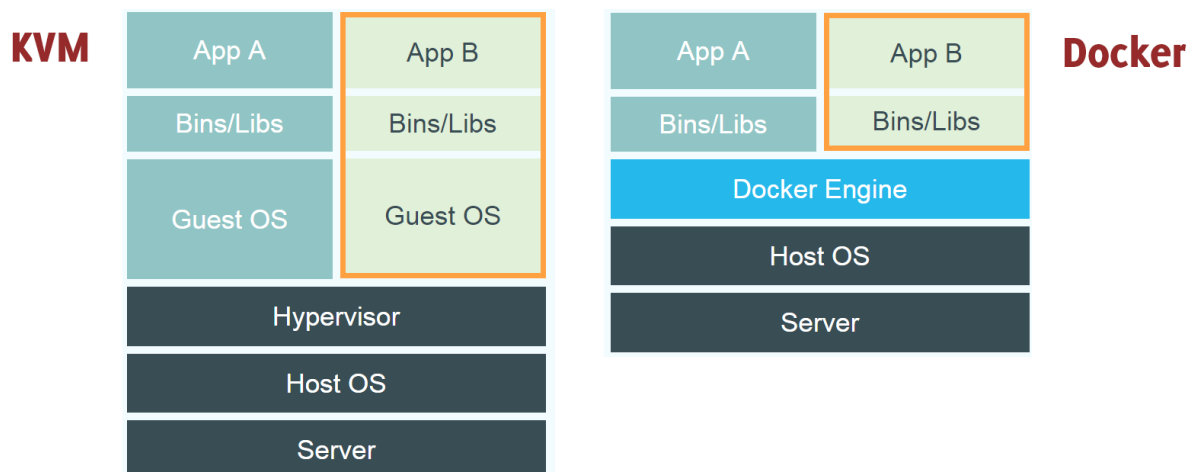 KVM
App A
App B
Bins/Libs
Bins/Libs
Guest OS
Guest OS
Hypervisor
Host OS
Server
Docker
App A
App B
Bins/Libs
Bins/Libs
Docker Engine
Host OS
Server